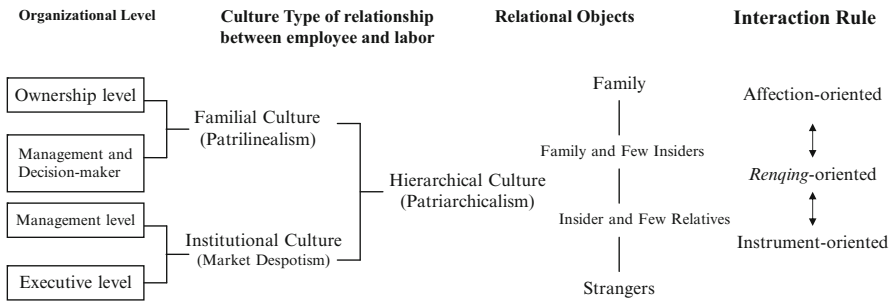 Organizational Level
Culture Type of relationship
between employee and labor
Relational Objects
Interaction Rule
Ownership level
Management and
Decision-maker
Management level
Executive level
Familial Culture
(Patrilinealism)
Institutional Culture
(Market Despotism)
Hierarchical Culture
(Patriarchicalism)
Family
Family and Few Insiders
Insider and Few Relatives
Strangers
Affection-oriented
Renqing-oriented
Instrument-oriented